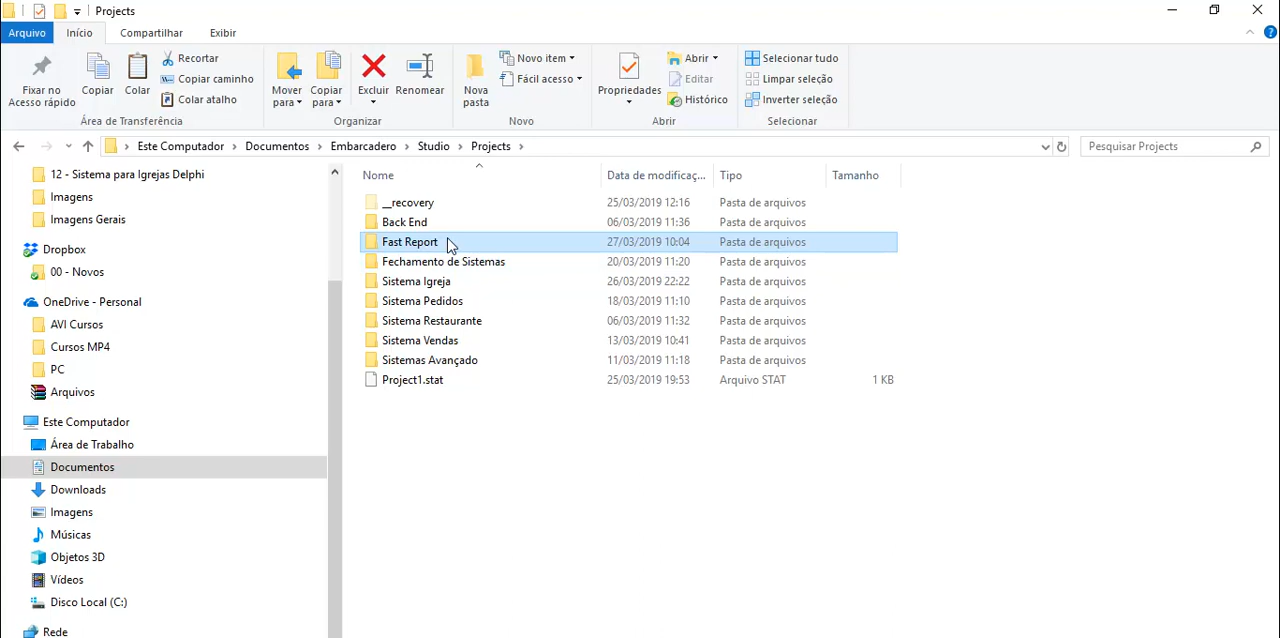 Projects
Arquivo Início Compartilhar Exibir
Fixar no Acesso rápido
Copiar
Colar
Recortar
Copiar caminho
Colar atalho
Área de Transferência
Mover para
Copiar para
Excluir
Renomear
Organizar
Nova pasta
Novo item
Fácil acesso
Novo
Propriedades
Abrir
Editar
Histórico
Abrir
Selecionar tudo
Limpar seleção
Inverter seleção
Selecionar
Este Computador › Documentos › Embarcadero › Studio › Projects ›
Pesquisar Projects
12 - Sistema para Igrejas Delphi
Imagens
Imagens Gerais
Dropbox
00 - Novos
OneDrive - Personal
AVI Cursos
Cursos MP4
PC
Arquivos
Este Computador
Área de Trabalho
Documentos
Downloads
Imagens
Músicas
Objetos 3D
Vídeos
Disco Local (C:)
Rede
Nome Data de modificaç... Tipo Tamanho
__recovery 25/03/2019 12:16 Pasta de arquivos
Back End 06/03/2019 11:36 Pasta de arquivos
Fast Report 27/03/2019 10:04 Pasta de arquivos
Fechamento de Sistemas 20/03/2019 11:20 Pasta de arquivos
Sistema Igreja 26/03/2019 22:22 Pasta de arquivos
Sistema Pedidos 18/03/2019 11:10 Pasta de arquivos
Sistema Restaurante 06/03/2019 11:32 Pasta de arquivos
Sistema Vendas 13/03/2019 10:41 Pasta de arquivos
Sistemas Avançado 11/03/2019 11:18 Pasta de arquivos
Project1.stat 25/03/2019 19:53 Arquivo STAT 1 KB